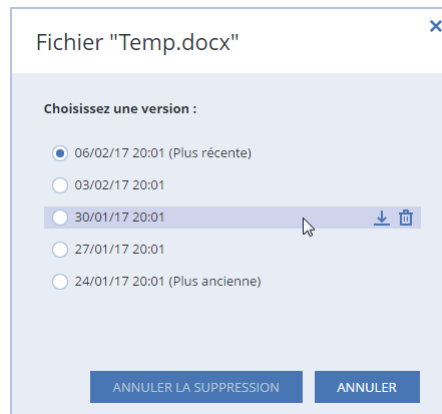 Fichier "Temp.docx"
Choisissez une version :
06/02/17 20:01 (Plus récente)
03/02/17 20:01
30/01/17 20:01
27/01/17 20:01
24/01/17 20:01 (Plus ancienne)
ANNULER LA SUPPRESSION ANNULER